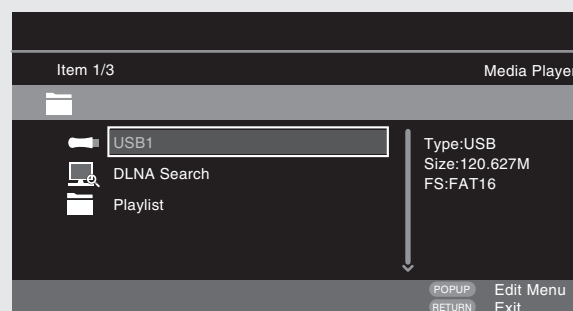 Item 1/3
Media Player
USB1
DLNA Search
Playlist
Type:USB
Size:120.627M
FS:FAT16
POPUP Edit Menu
RETURN Exit